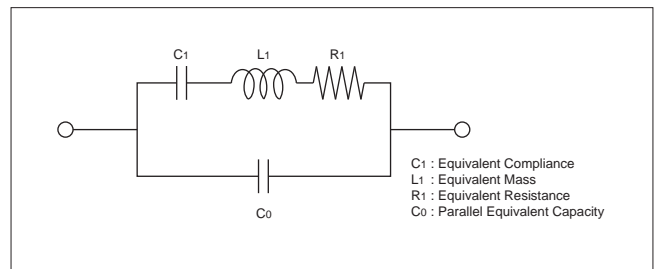 C1 L1 R1
C0
C1 : Equivalent Compliance
L1 : Equivalent Mass
R1 : Equivalent Resistance
C0 : Parallel Equivalent Capacity